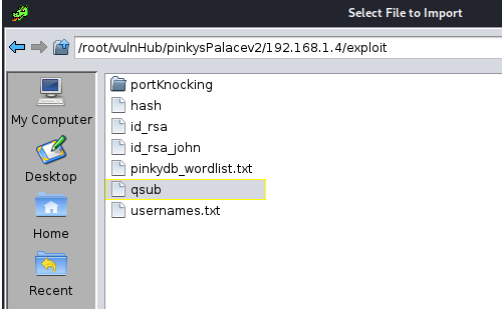 Select File to Import
/root/vulnHub/pinkysPalacev2/192.168.1.4/exploit
My Computer
Desktop
Home
Recent
portKnocking
hash
id_rsa
id_rsa_john
pinkydb_wordlist.txt
qsub
usernames.txt